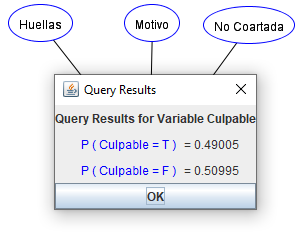 Huellas
Motivo
No Coartada
Query Results
Query Results for Variable Culpable
P ( Culpable = T ) = 0.49005
P ( Culpable = F ) = 0.50995
OK